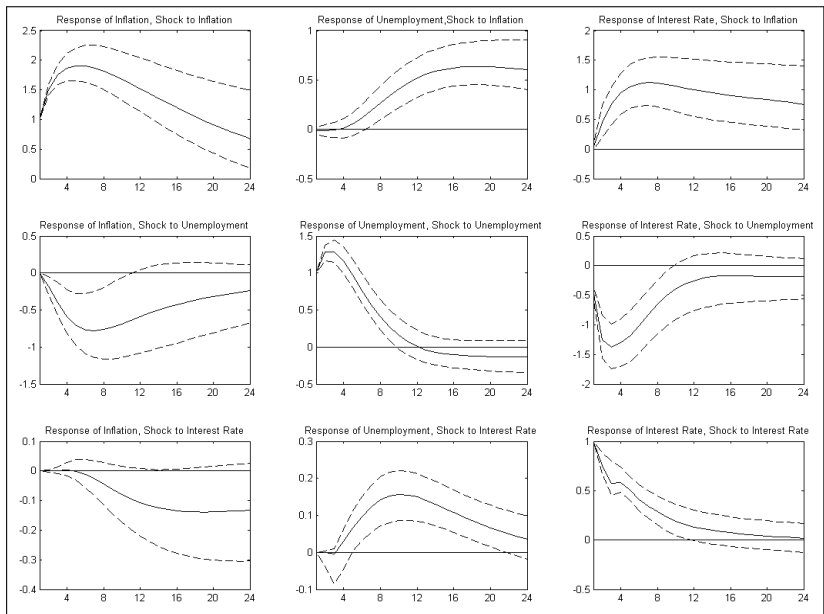 Response of Inflation, Shock to Inflation
2.5
2
1.5
1
0.5
0
4 8 12 16 20 24
Response of Unemployment,Shock to Inflation
1
0.5
0
-0.5
4 8 12 16 20 24
Response of Interest Rate, Shock to Inflation
2
1.5
1
0.5
0
-0.5
4 8 12 16 20 24
Response of Inflation, Shock to Unemployment
0.5
0
-0.5
-1
-1.5
4 8 12 16 20 24
Response of Unemployment, Shock to Unemployment
1.5
1
0.5
0
-0.5
4 8 12 16 20 24
Response of Interest Rate, Shock to Unemployment
0.5
0
-0.5
-1
-1.5
-2
4 8 12 16 20 24
Response of Inflation, Shock to Interest Rate
0.1
0
-0.1
-0.2
-0.3
0.4
4 8 12 16 20 24
Response of Unemployment, Shock to Interest Rate
0.3
0.2
0.1
0
0.1
4 8 12 16 20 24
Response of Interest Rate, Shock to Interest Rate
1
0.5
0
-0.5
4 8 12 16 20 24